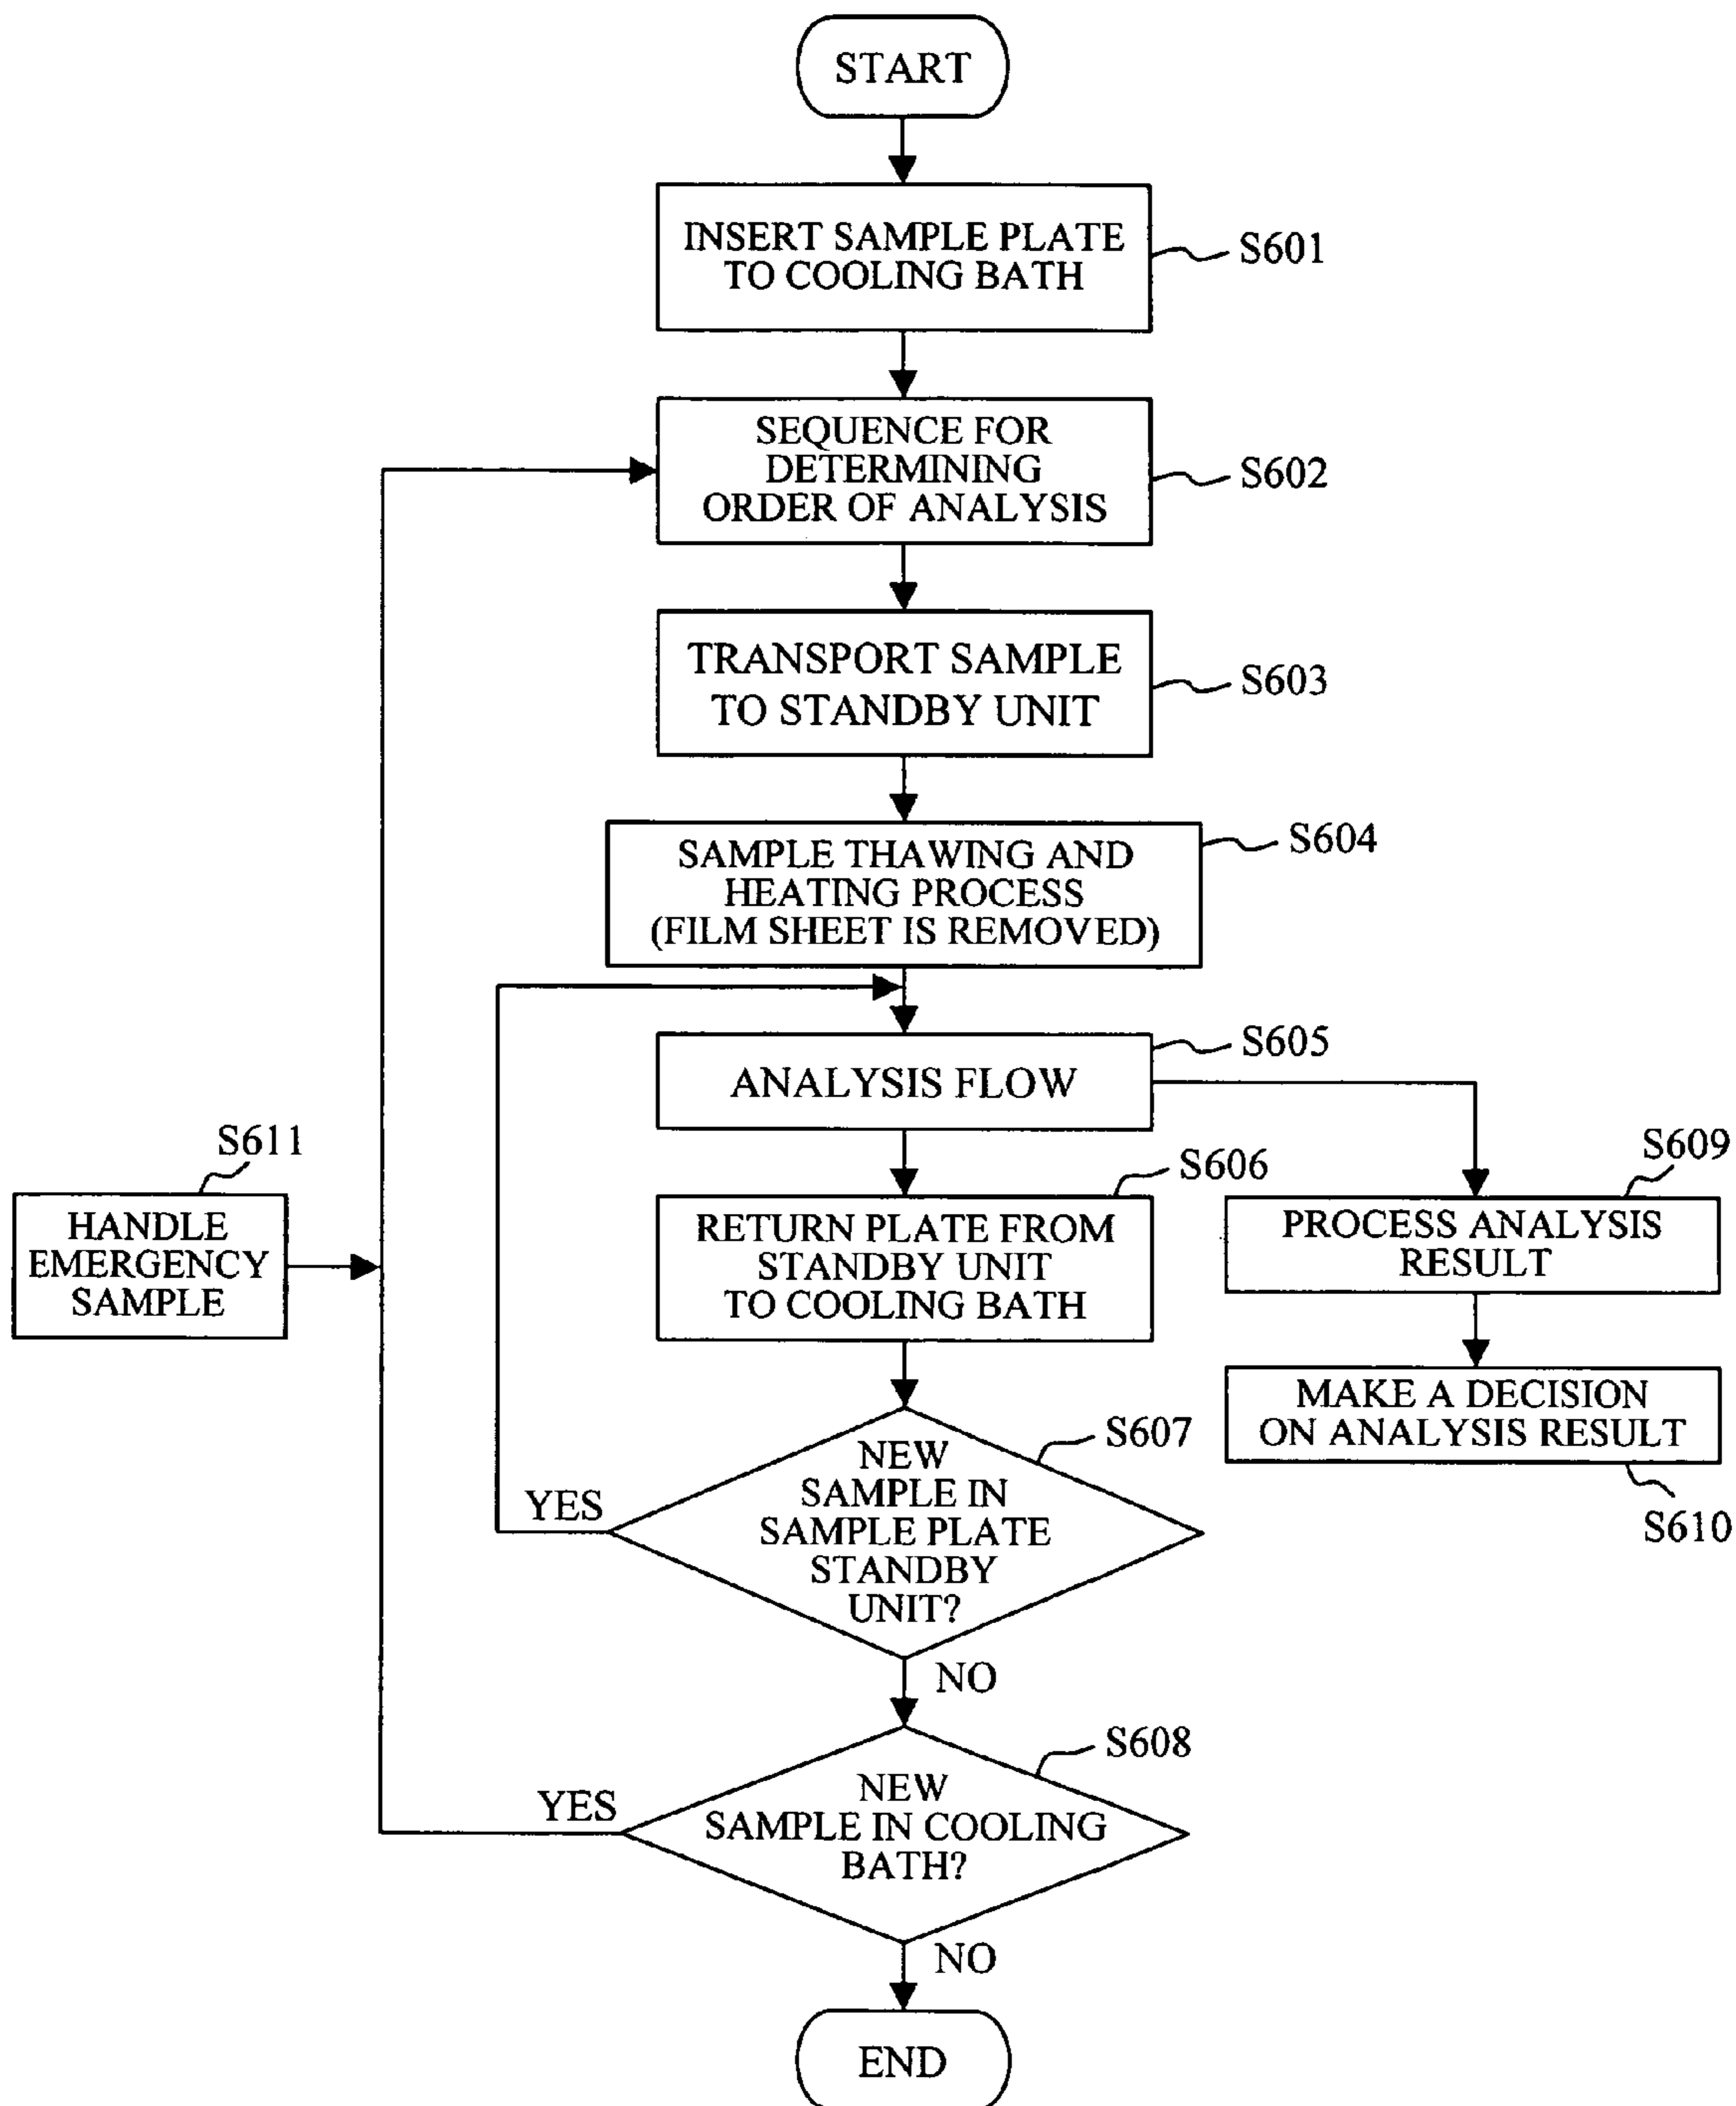 START
INSERT SAMPLE PLATE
TO COOLING BATH
S601
SEQUENCE FOR
DETERMINING
ORDER OF ANALYSIS
S602
TRANSPORT SAMPLE
TO STANDBY UNIT
S603
SAMPLE THAWING AND
HEATING PROCESS
(FILM SHEET IS REMOVED)
S604
ANALYSIS FLOW
S605
S611
HANDLE
EMERGENCY
SAMPLE
S606
RETURN PLATE FROM
STANDBY UNIT
TO COOLING BATH
S609
PROCESS ANALYSIS
RESULT
MAKE A DECISION
ON ANALYSIS RESULT
S610
S607
NEW
SAMPLE IN
SAMPLE PLATE
STANDBY
UNIT?
YES
NO
S608
NEW
SAMPLE IN COOLING
BATH?
YES
NO
END